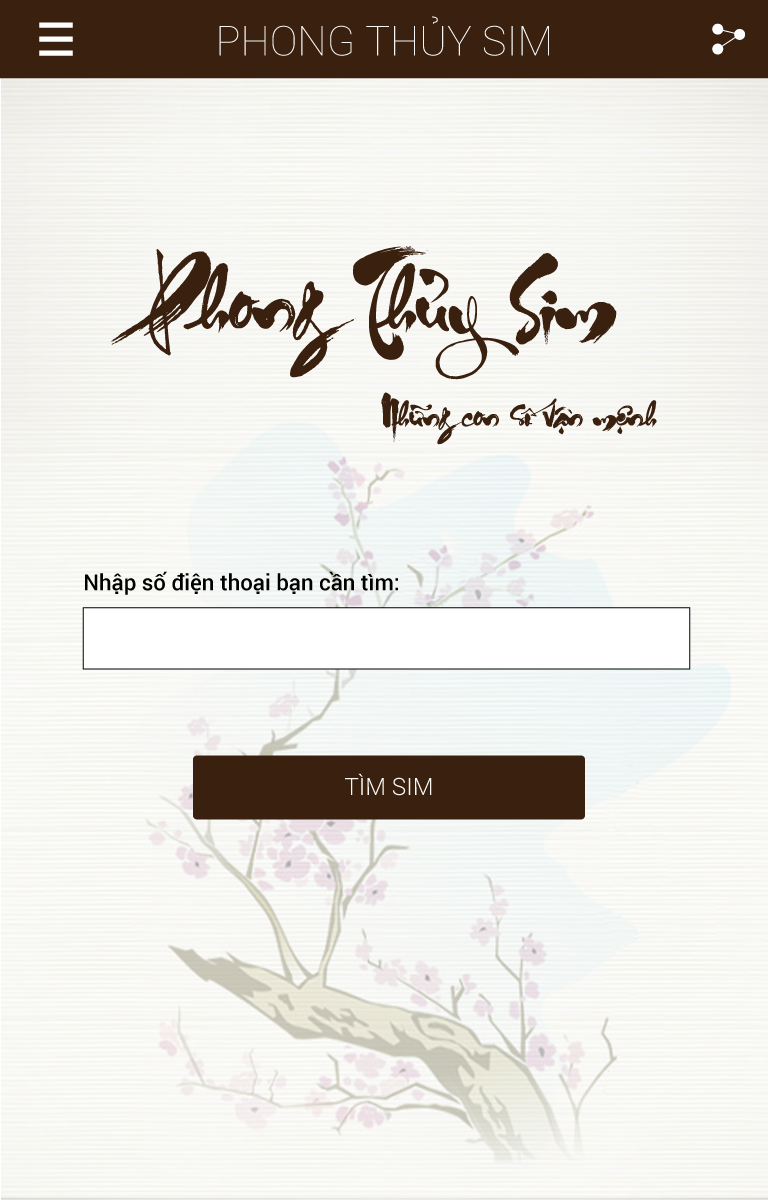 PHONG THỦY SIM
Phong Thủy Sim
Những con số vận mệnh
Nhập số điện thoại bạn cần tìm:
TÌM SIM